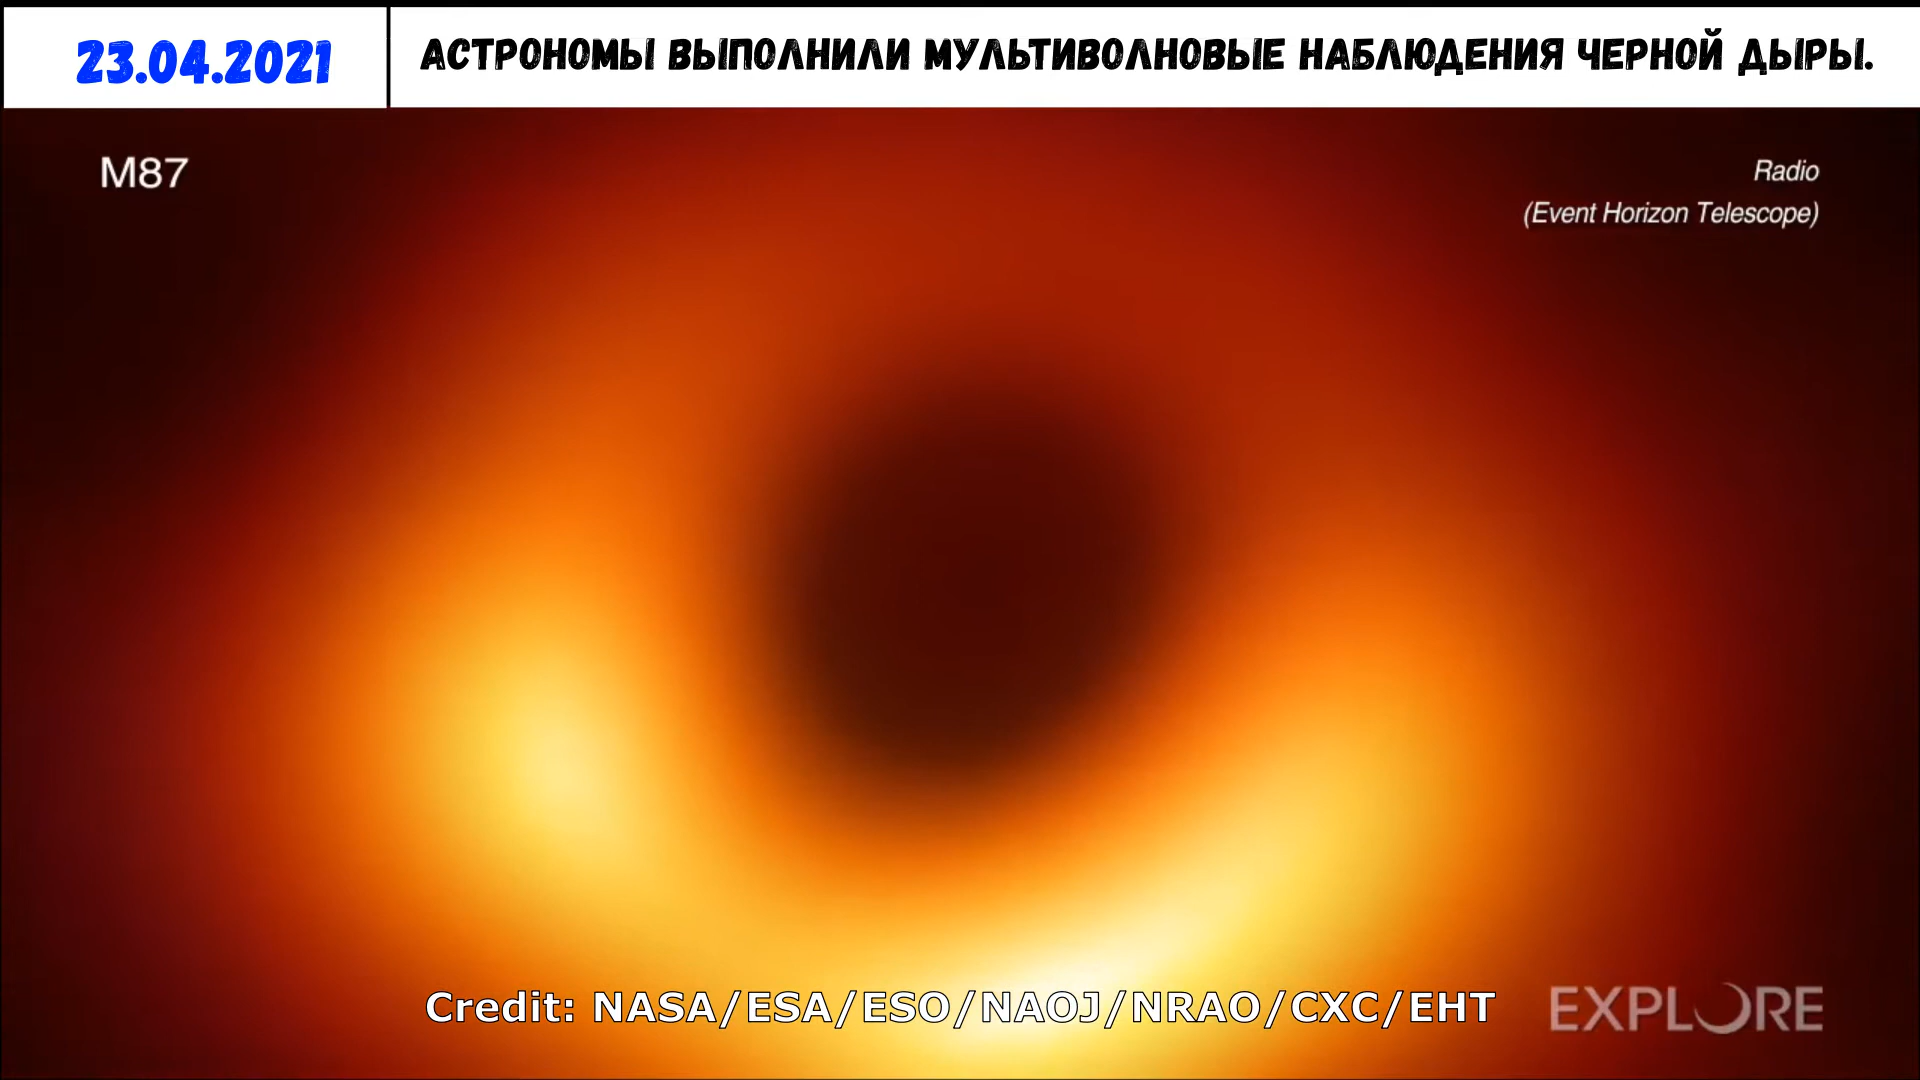 23.04.2021
АСТРОНОМЫ ВЫПОЛНИЛИ МУЛЬТИВОЛНОВЫЕ НАБЛЮДЕНИЯ ЧЕРНОЙ ДЫРЫ.
M87
Radio
(Event Horizon Telescope)
Credit: NASA/ESA/ESO/NAOJ/NRAO/CXC/EHT
EXPLORE